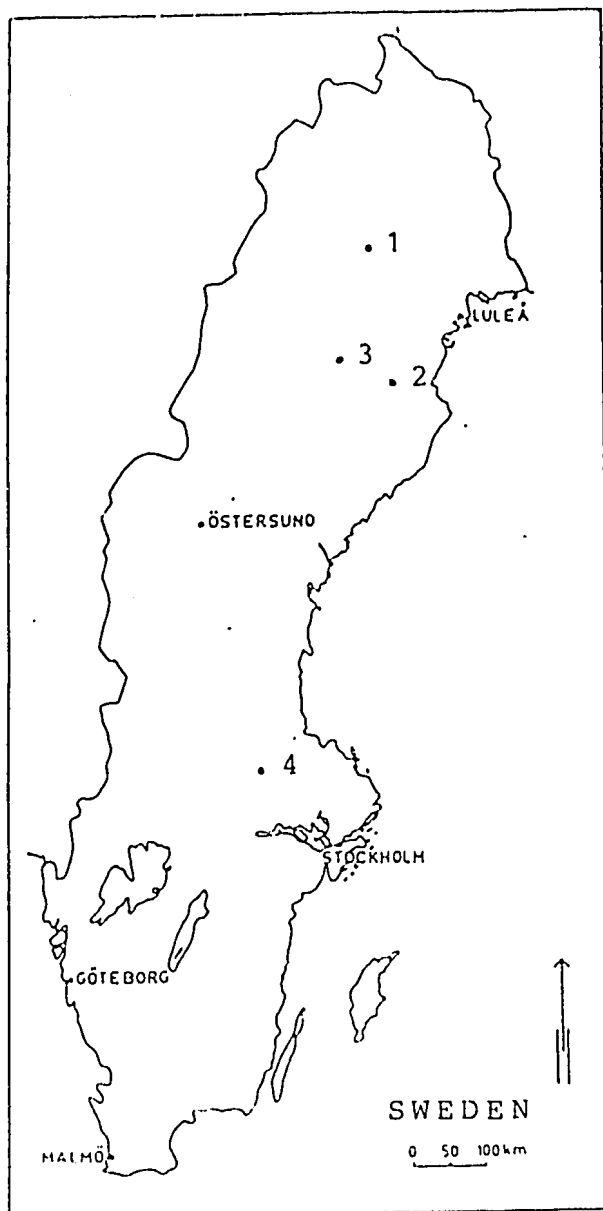 1
LULEÅ
3
2
ÖSTERSUND
4
STOCKHOLM
GÖTEBORG
SWEDEN
0 50 100km
MALMÖ